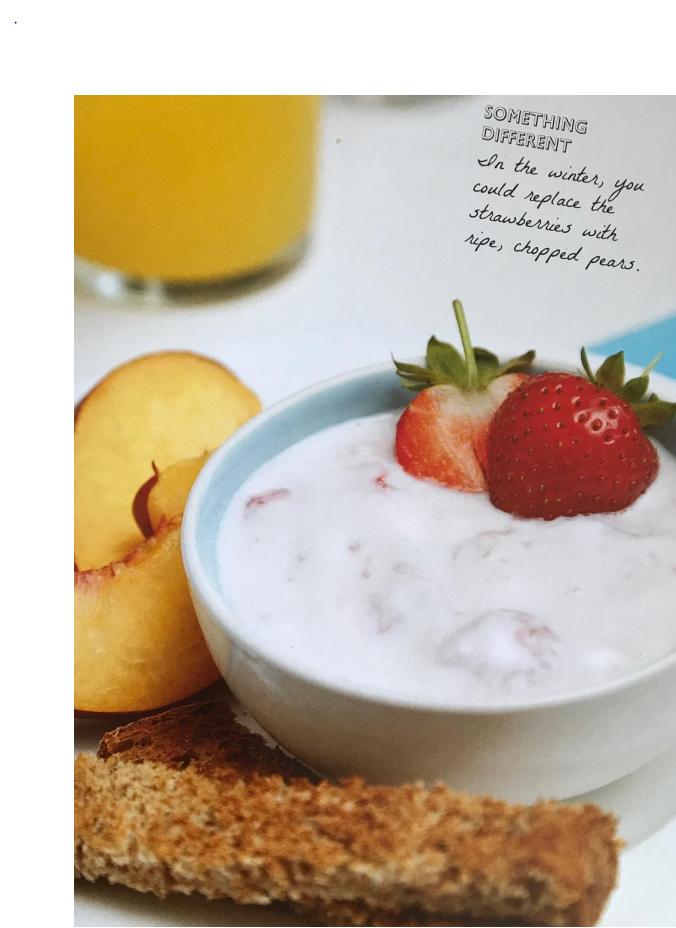 SOMETHING
DIFFERENT
In the winter, you
could replace the
strawberries with
ripe, chopped pears.